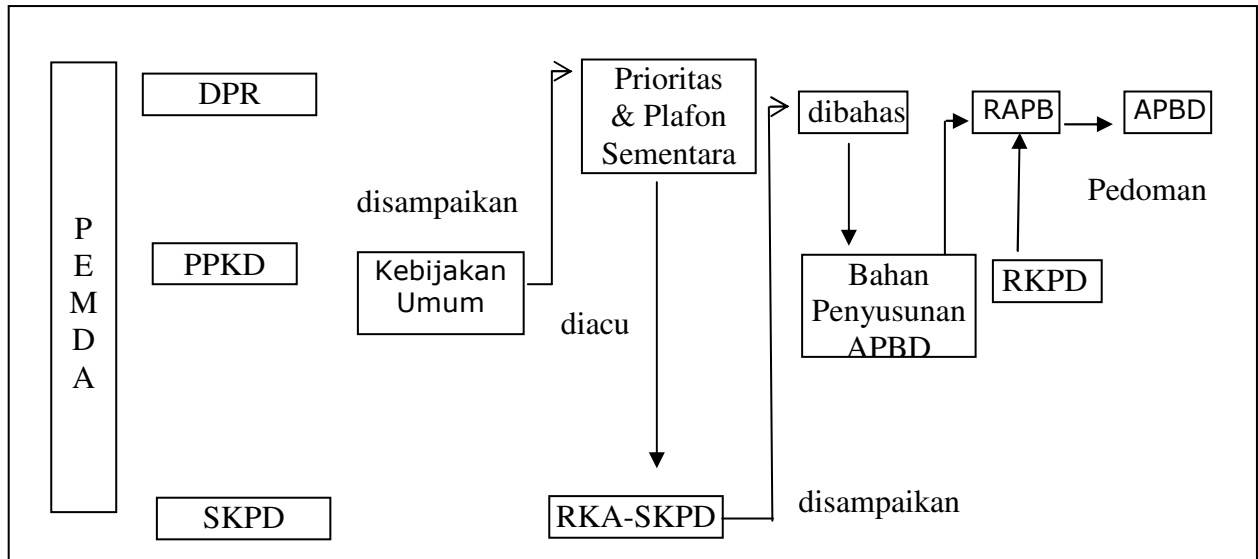 P
E
M
D
A
DPR
PPKD
SKPD
disampaikan
Kebijakan
Umum
Prioritas
& Plafon
Sementara
diacu
RKA-SKPD
disampaikan
dibahas
Bahan
Penyusunan
APBD
RAPB
RKPD
APBD
Pedoman